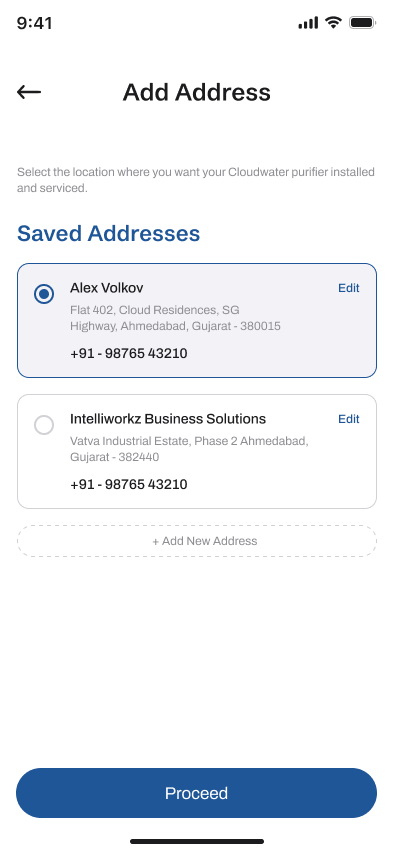 9:41
Add Address
Select the location where you want your Cloudwater purifier installed
and serviced.
Saved Addresses
Alex Volkov
Edit
Flat 402, Cloud Residences, SG
Highway, Ahmedabad, Gujarat - 380015
+91 - 98765 43210
Intelliworkz Business Solutions
Edit
Vatva Industrial Estate, Phase 2 Ahmedabad,
Gujarat - 382440
+91 - 98765 43210
+ Add New Address
Proceed